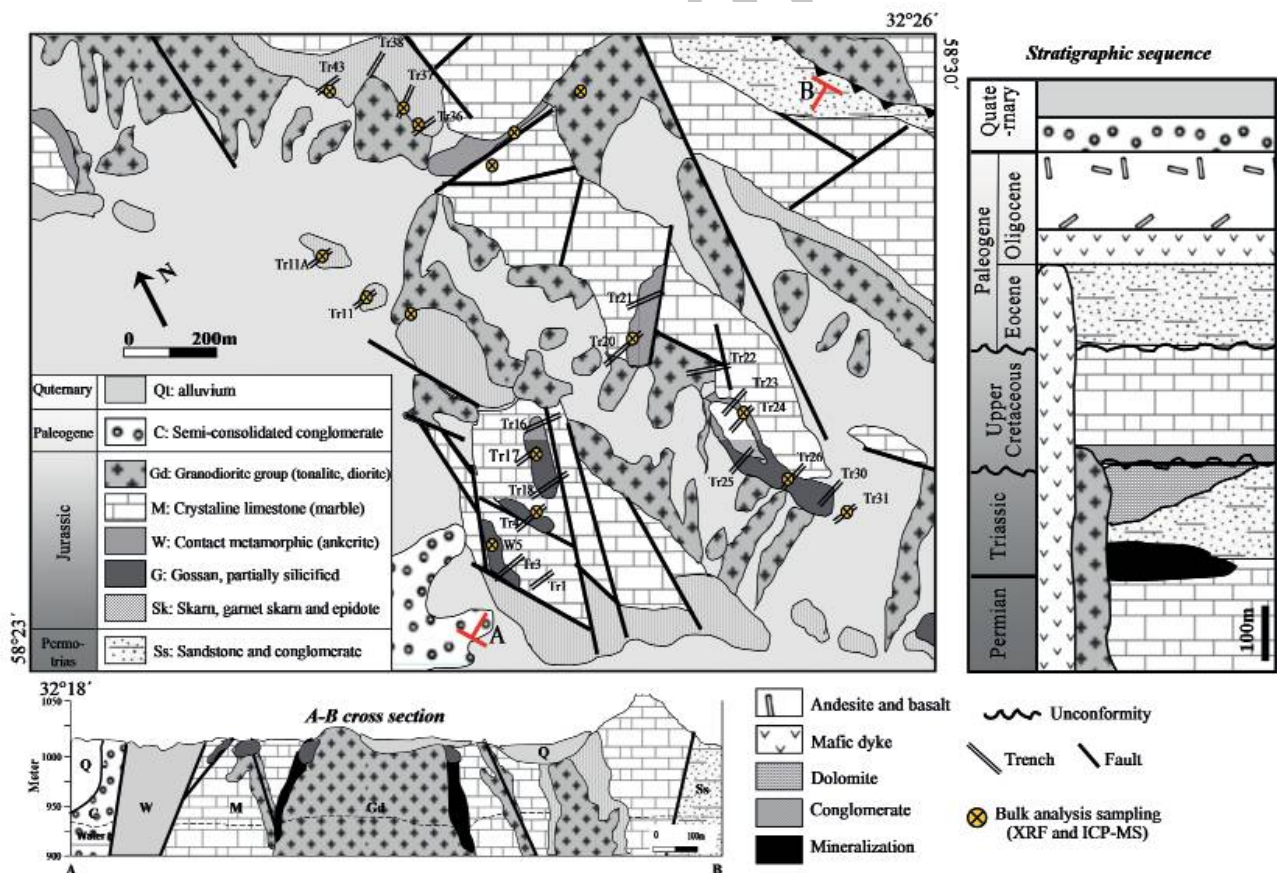 32°26´
58°30´
Tr38
Tr43
Tr37
Tr36
B
Tr11A
Tr11
N
0 200m
Tr21
Tr20
Tr22
Tr23
Tr24
Tr16
Tr17
Tr18
Tr4
W5
Tr3
Tr1
Tr25
Tr26
Tr30
Tr31
A
58°23´
32°18´
Quternary
Qt: alluvium
Paleogene
C: Semi-consolidated conglomerate
Jurassic
Gd: Granodiorite group (tonalite, diorite)
M: Crystaline limestone (marble)
W: Contact metamorphic (ankerite)
G: Gossan, partially silicified
Sk: Skarn, garnet skarn and epidote
Permo-
trias
Ss: Sandstone and conglomerate
Stratigraphic sequence
Quate
-mary
Paleogene
Oligocene
Eocene
Upper
Cretaceous
Triassic
Permian
100m
A-B cross section
Meter
1050
1000
950
900
Q
C
Water
W
M
Gd
Q
Ss
0 100m
A
B
Andesite and basalt
Mafic dyke
Dolomite
Conglomerate
Mineralization
Unconformity
Trench
Fault
Bulk analysis sampling
(XRF and ICP-MS)